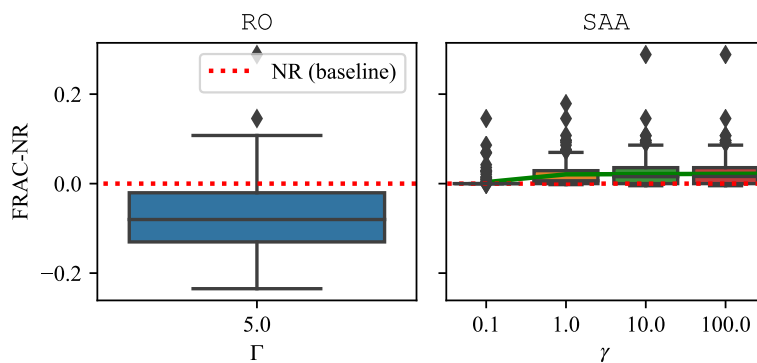 RO
SAA
NR (baseline)
FRAC-NR
0.2
0.0
−0.2
5.0
0.1
1.0
10.0
100.0
Γ
γ